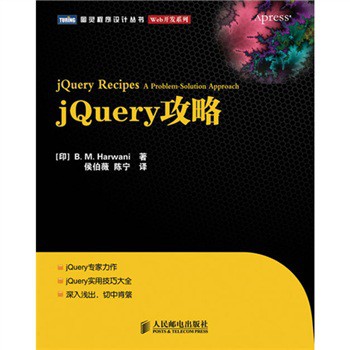 TURING 图灵程序设计丛书 Web开发系列
Apress®
jQuery Recipes A Problem-Solution Approach
jQuery攻略
[印] B. M. Harwani 著
侯伯薇 陈宁 译
jQuery专家力作
jQuery实用技巧大全
深入浅出，切中肯綮
人民邮电出版社
POSTS & TELECOM PRESS